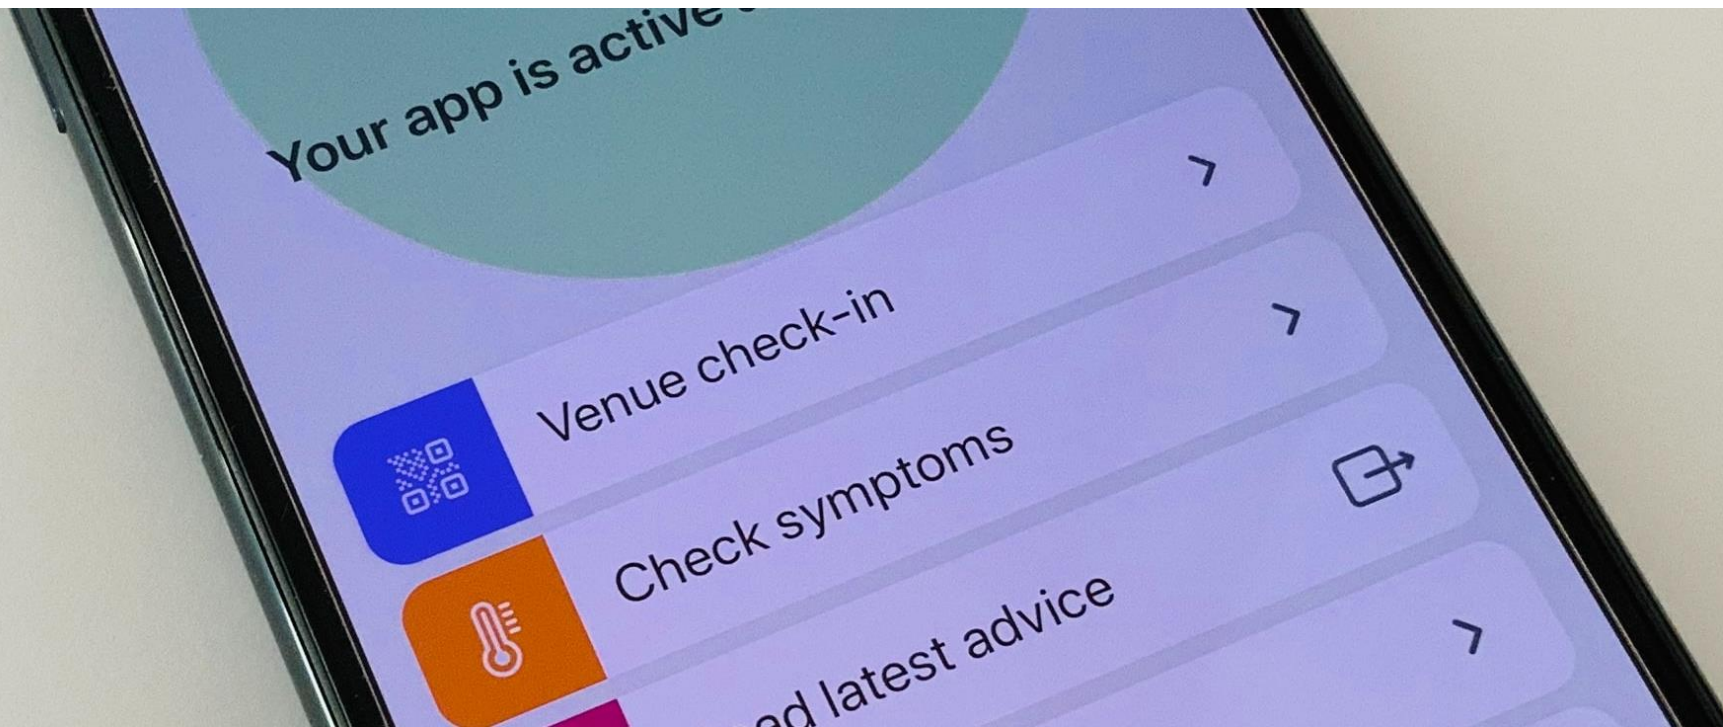 Your app is active
Venue check-in
Check symptoms
latest advice